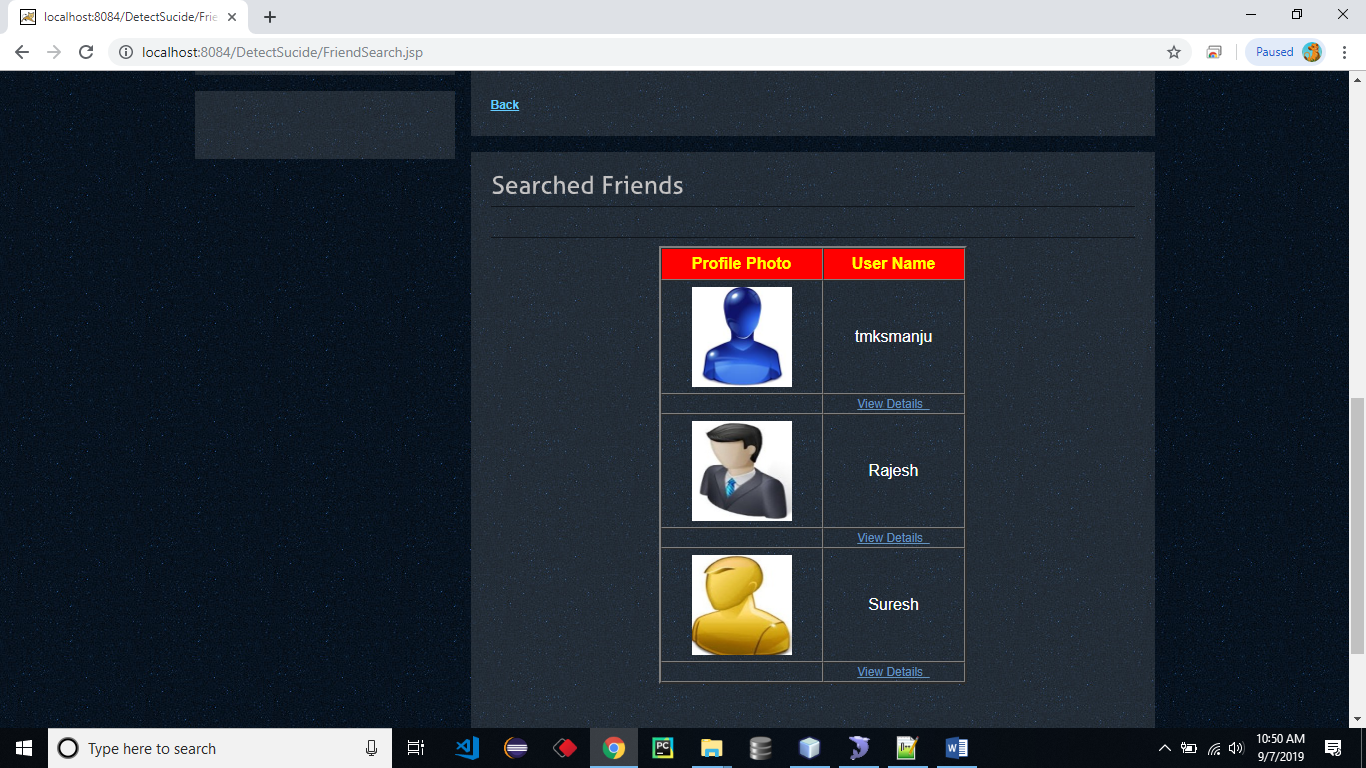 localhost:8084/DetectSucide/Frie
localhost:8084/DetectSucide/FriendSearch.jsp
Paused
Back
Searched Friends
Profile Photo User Name
tmksmanju
View Details
Rajesh
View Details
Suresh
View Details
Type here to search
PC
10:50 AM
9/7/2019